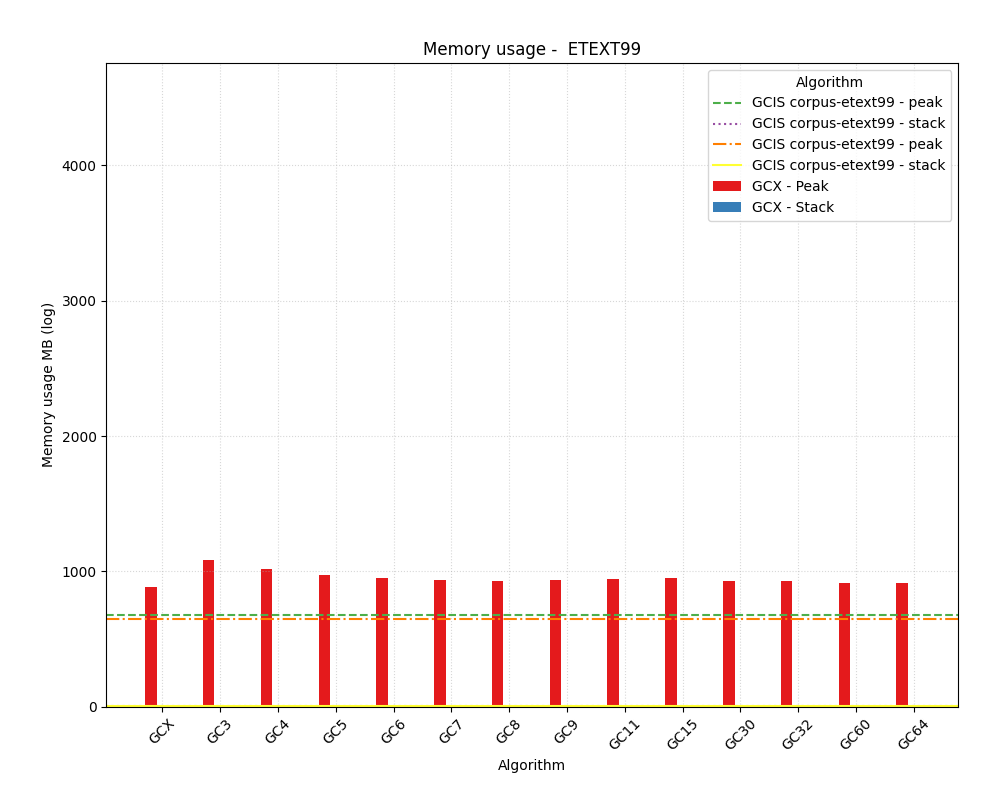 Memory usage -  ETEXT99
Algorithm
GCIS corpus-etext99 - peak
GCIS corpus-etext99 - stack
GCIS corpus-etext99 - peak
GCIS corpus-etext99 - stack
GCX - Peak
GCX - Stack
Memory usage MB (log)
4000
3000
2000
1000
0
GCX GC3 GC4 GC5 GC6 GC7 GC8 GC9 GC11 GC15 GC30 GC32 GC60 GC64
Algorithm